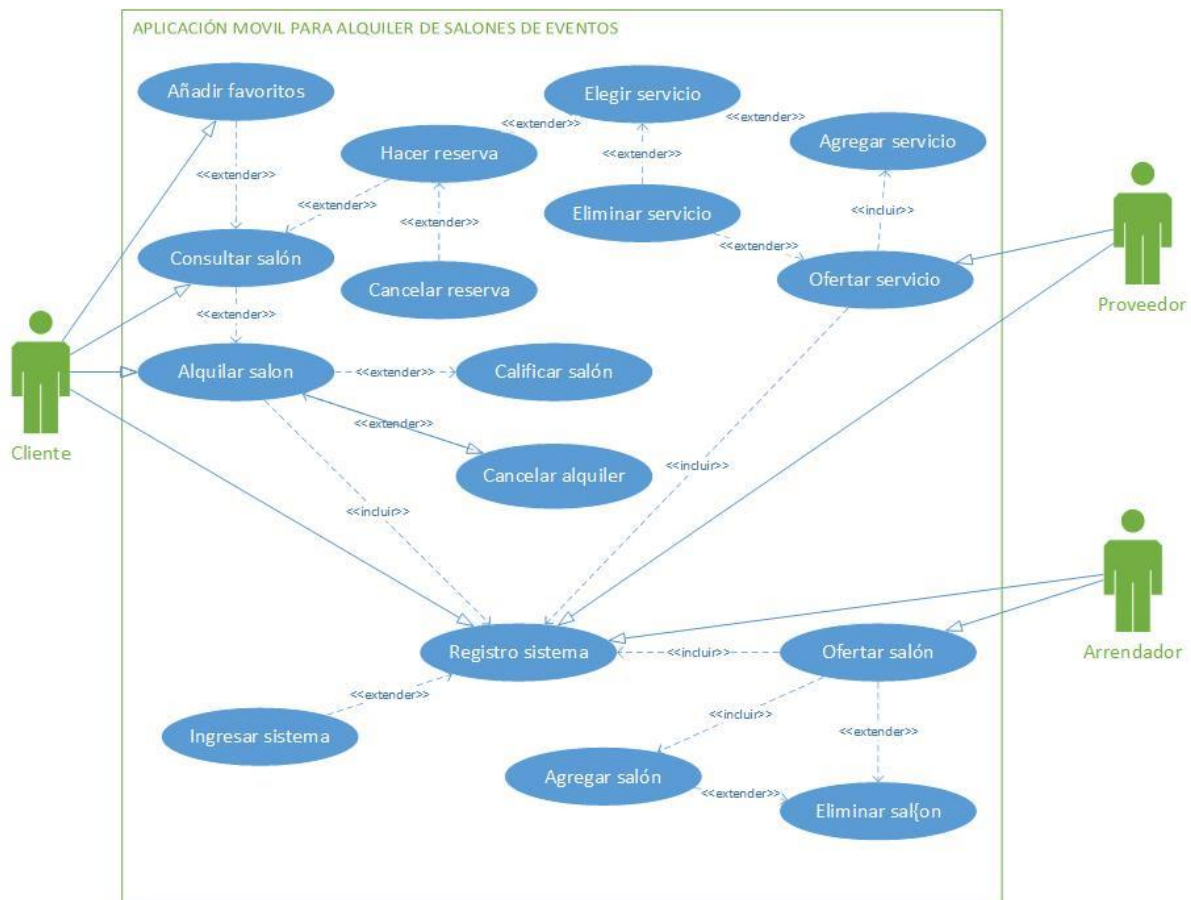 APLICACIÓN MOVIL PARA ALQUILER DE SALONES DE EVENTOS
Añadir favoritos
Elegir servicio
<<extender>>
<<extender>>
Hacer reserva
Agregar servicio
<<extender>>
<<extender>>
<<extender>>
<<extender>>
Eliminar servicio
<<incluir>>
<<extender>>
Consultar salón
Cancelar reserva
Ofertar servicio
Proveedor
<<extender>>
Alquilar salon
<<extender>>
Calificar salón
<<extender>>
Cliente
Cancelar alquiler
<<incluir>>
<<incluir>>
Registro sistema
<<incluir>>
Ofertar salón
Arrendador
<<extender>>
Ingresar sistema
<<incluir>>
<<extender>>
Agregar salón
<<extender>>
Eliminar sal{on